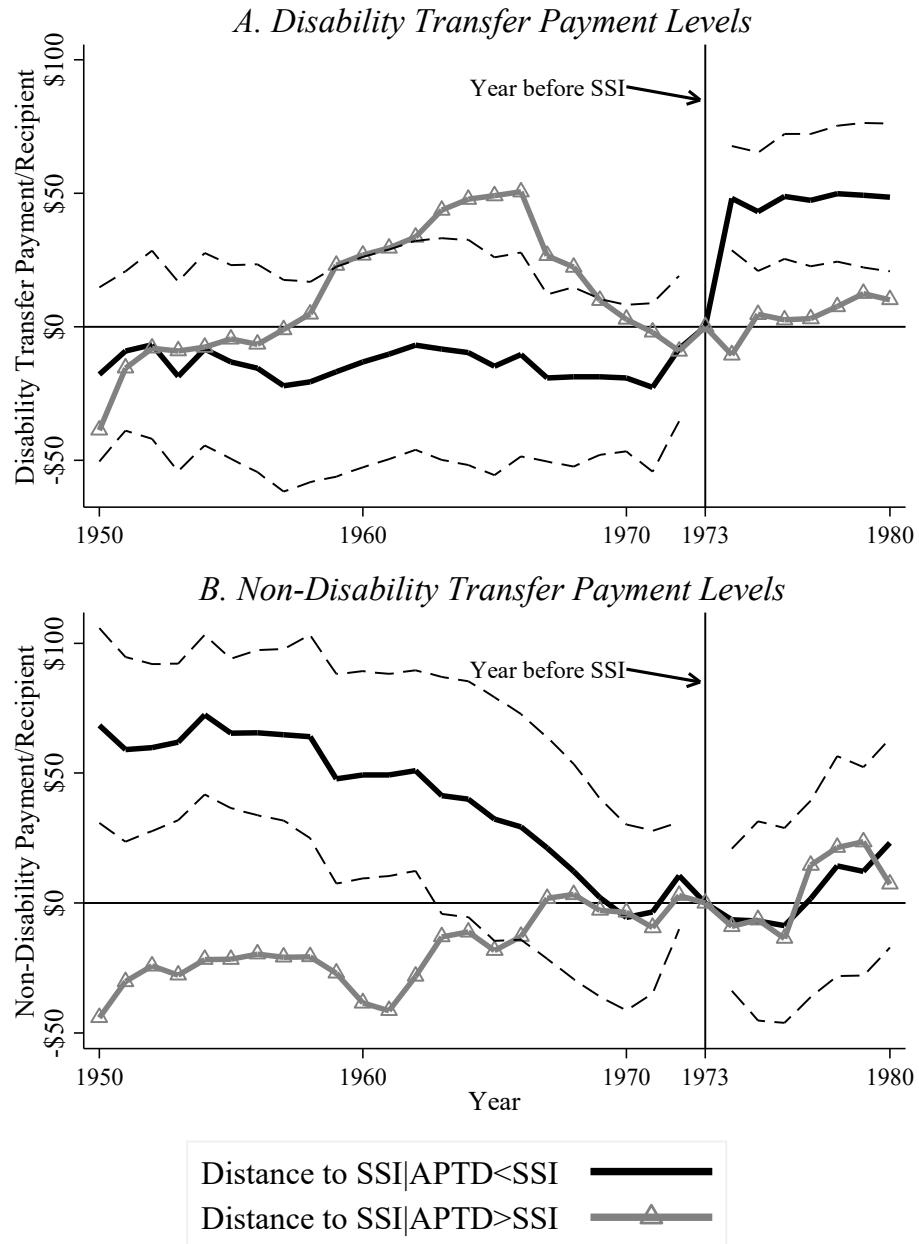 A. Disability Transfer Payment Levels
Disability Transfer Payment/Recipient
$100
$50
$0
-$50
Year before SSI
1950
1960
1970
1973
1980
B. Non-Disability Transfer Payment Levels
Non-Disability Payment/Recipient
$100
$50
$0
-$50
Year before SSI
1950
1960
1970
1973
1980
Year
Distance to SSI|APTD<SSI
Distance to SSI|APTD>SSI